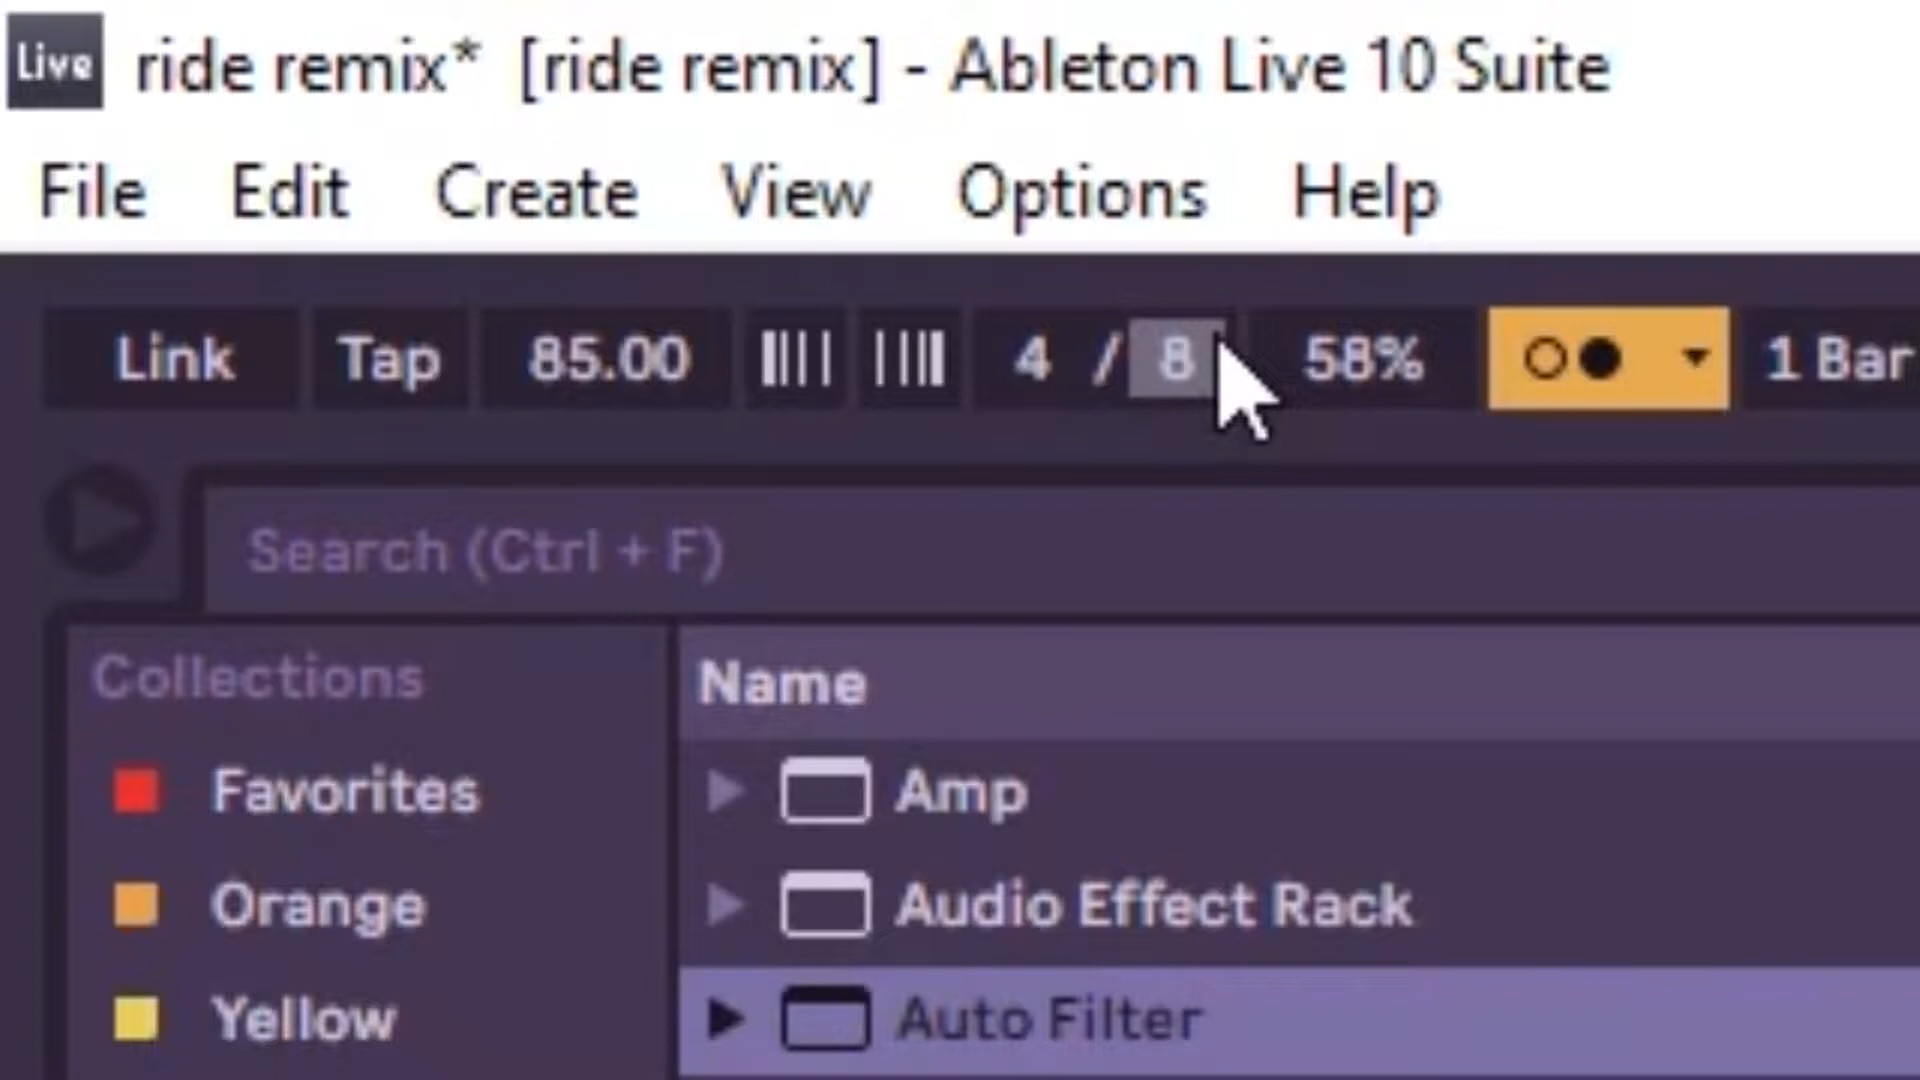 Live ride remix* [ride remix] - Ableton Live 10 Suite
File Edit Create View Options Help
Link Tap 85.00 4 / 8 58% 1 Bar
Search (Ctrl + F)
Collections Name
Favorites Amp
Orange Audio Effect Rack
Yellow Auto Filter